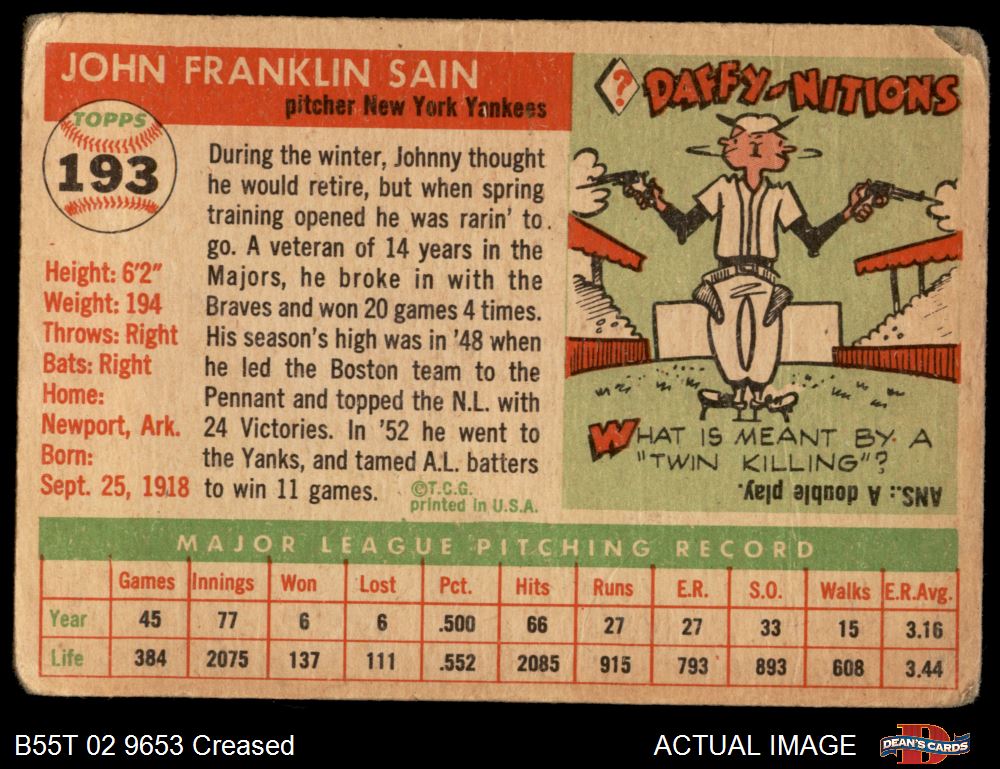 JOHN FRANKLIN SAIN
pitcher New York Yankees
TOPPS
193
Height: 6'2"
Weight: 194
Throws: Right
Bats: Right
Home:
Newport, Ark.
Born:
Sept. 25, 1918
During the winter, Johnny thought
he would retire, but when spring
training opened he was rarin' to
go. A veteran of 14 years in the
Majors, he broke in with the
Braves and won 20 games 4 times.
His season's high was in '48 when
he led the Boston team to the
Pennant and topped the N.L. with
24 Victories. In '52 he went to
the Yanks, and tamed A.L. batters
to win 11 games.
©T.C.G.
printed in U.S.A.
? DAFFY-NITIONS
WHAT IS MEANT BY A
"TWIN KILLING"?
ANS.: A double play.
MAJOR LEAGUE PITCHING RECORD
Games Innings Won Lost Pct. Hits Runs E.R. S.O. Walks E.R.Avg.
Year 45 77 6 6 .500 66 27 27 33 15 3.16
Life 384 2075 137 111 .552 2085 915 793 893 608 3.44
B55T 02 9653 Creased
ACTUAL IMAGE
D
DEAN'S CARDS